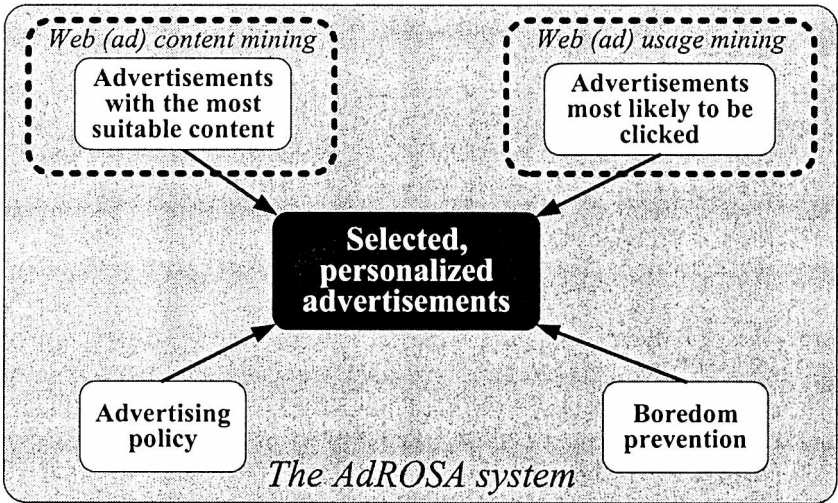 Web (ad) content mining
Advertisements
with the most
suitable content
Web (ad) usage mining
Advertisements
most likely to be
clicked
Selected,
personalized
advertisements
Advertising
policy
Boredom
prevention
The AdROSA system